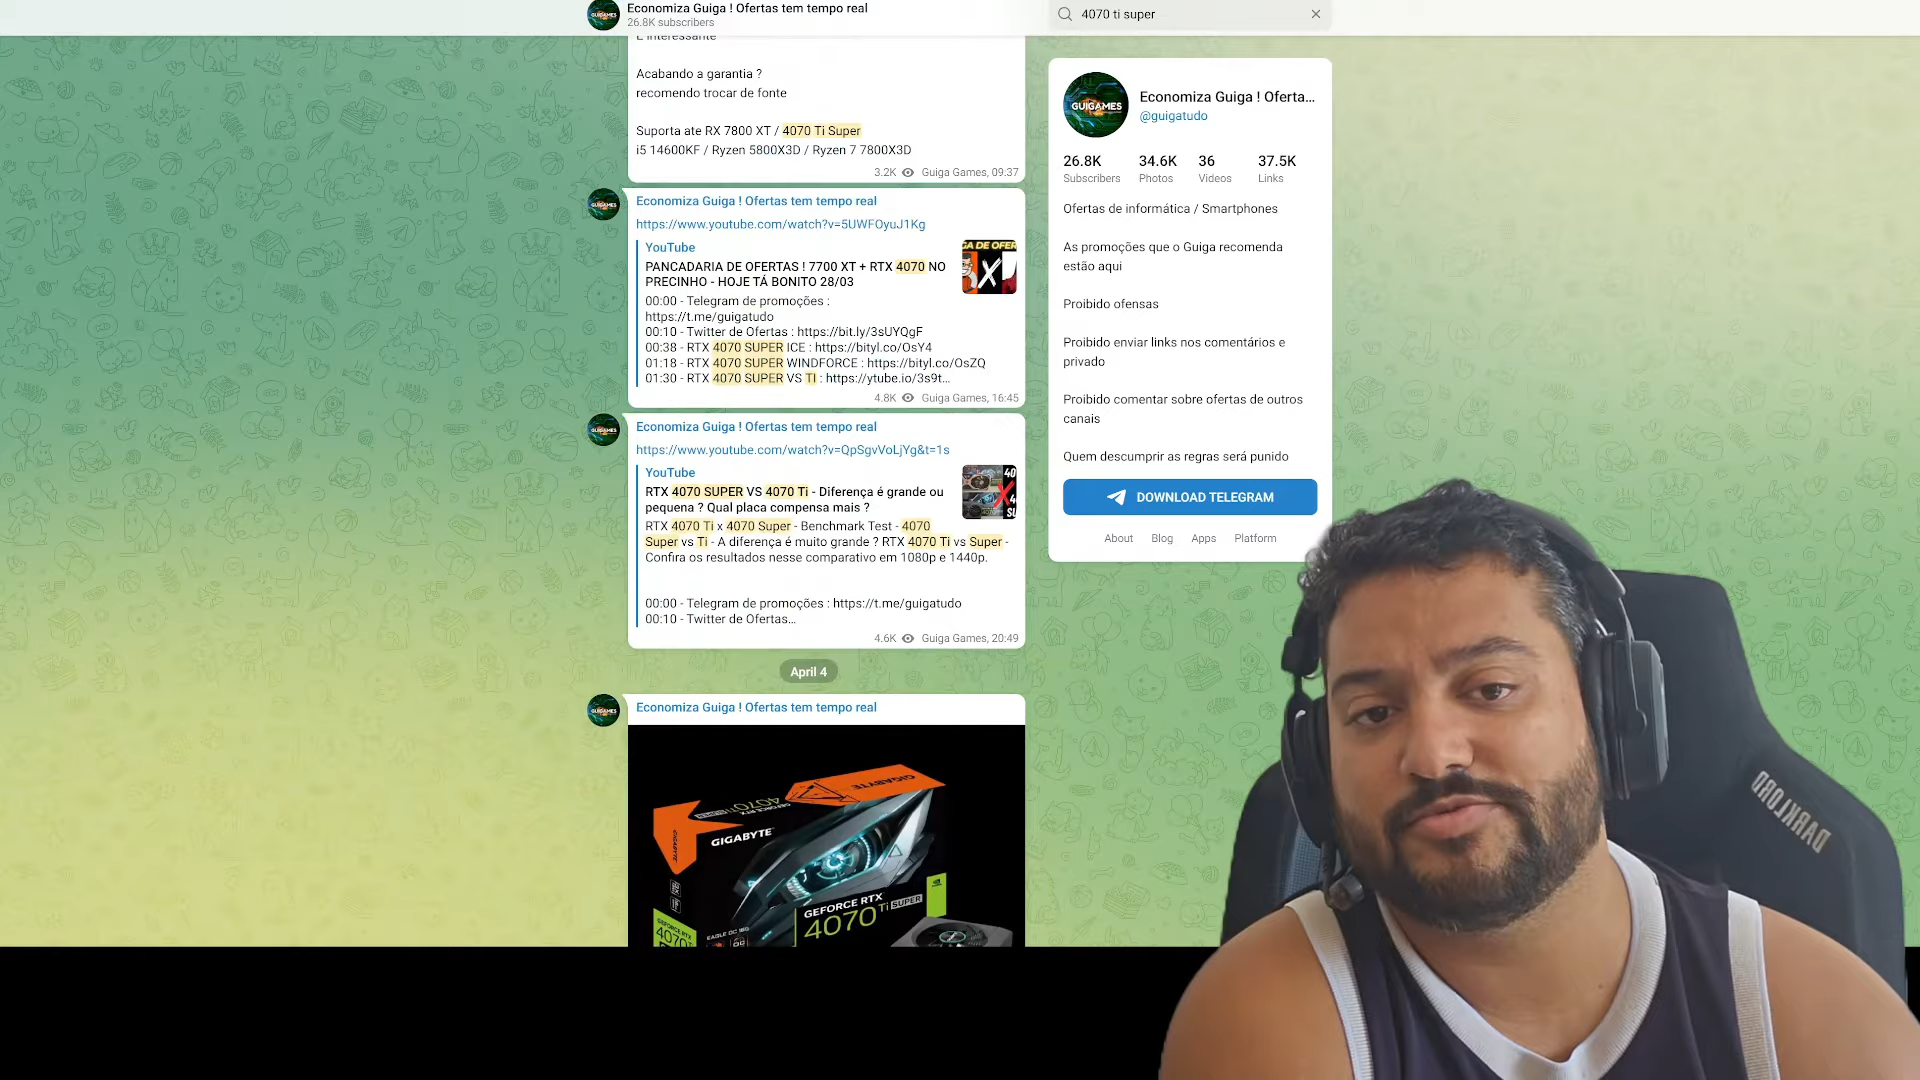 Economiza Guiga ! Ofertas tem tempo real
26.8K subscribers
4070 ti super
É interessante
Acabando a garantia ?
recomendo trocar de fonte
Suporta ate RX 7800 XT / 4070 Ti Super
i5 14600KF / Ryzen 5800X3D / Ryzen 7 7800X3D
3.2K Guiga Games, 09:37
GUIGAMES
Economiza Guiga ! Ofertas tem tempo real
https://www.youtube.com/watch?v=5UWFOyuJ1Kg
YouTube
PANCADARIA DE OFERTAS ! 7700 XT + RTX 4070 NO
PRECINHO - HOJE TÁ BONITO 28/03
00:00 - Telegram de promoções :
https://t.me/guigatudo
00:10 - Twitter de Ofertas : https://bit.ly/3sUYQgF
00:38 - RTX 4070 SUPER ICE : https://bityl.co/OsY4
01:18 - RTX 4070 SUPER WINDFORCE : https://bityl.co/OsZQ
01:30 - RTX 4070 SUPER VS TI : https://ytube.io/3s9t...
4.8K Guiga Games, 16:45
GUIGAMES
Economiza Guiga ! Ofertas tem tempo real
https://www.youtube.com/watch?v=QpSgvVoLjYg&t=1s
YouTube
RTX 4070 SUPER VS 4070 Ti - Diferença é grande ou
pequena ? Qual placa compensa mais ?
RTX 4070 Ti x 4070 Super - Benchmark Test - 4070
Super vs Ti - A diferença é muito grande ? RTX 4070 Ti vs Super -
Confira os resultados nesse comparativo em 1080p e 1440p.
00:00 - Telegram de promoções : https://t.me/guigatudo
00:10 - Twitter de Ofertas...
4.6K Guiga Games, 20:49
April 4
GUIGAMES
Economiza Guiga ! Ofertas tem tempo real
GIGABYTE
GIGABYTE
GEFORCE RTX
4070 Ti SUPER
EAGLE OC 16G
GEFORCE RTX
4070
GUIGAMES
Economiza Guiga ! Oferta...
@guigatudo
26.8K 34.6K 36 37.5K
Subscribers Photos Videos Links
Ofertas de informática / Smartphones
As promoções que o Guiga recomenda
estão aqui
Proibido ofensas
Proibido enviar links nos comentários e
privado
Proibido comentar sobre ofertas de outros
canais
Quem descumprir as regras será punido
DOWNLOAD TELEGRAM
About Blog Apps Platform
DARKLORD